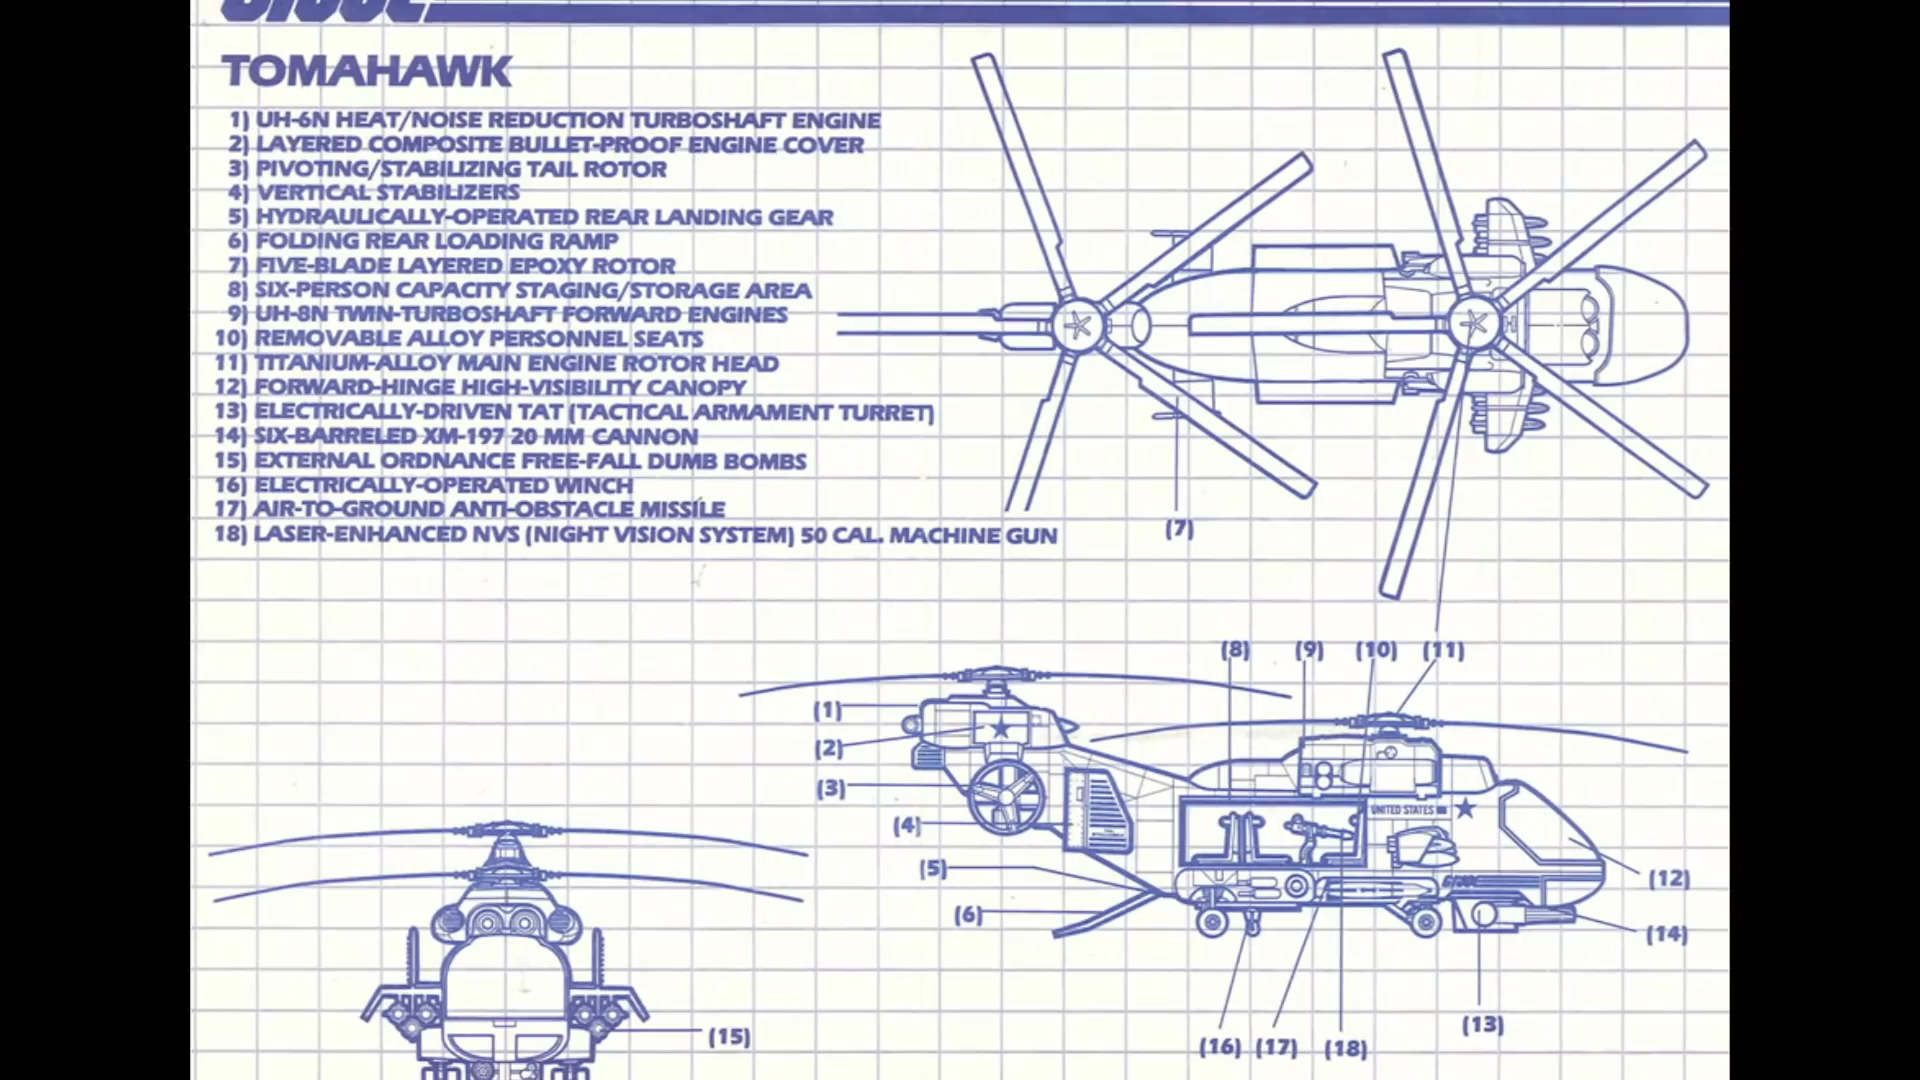 TOMAHAWK
1) UH-6N HEAT/NOISE REDUCTION TURBOSHAFT ENGINE
2) LAYERED COMPOSITE BULLET-PROOF ENGINE COVER
3) PIVOTING/STABILIZING TAIL ROTOR
4) VERTICAL STABILIZERS
5) HYDRAULICALLY-OPERATED REAR LANDING GEAR
6) FOLDING REAR LOADING RAMP
7) FIVE-BLADE LAYERED EPOXY ROTOR
8) SIX-PERSON CAPACITY STAGING/STORAGE AREA
9) UH-8N TWIN-TURBOSHAFT FORWARD ENGINES
10) REMOVABLE ALLOY PERSONNEL SEATS
11) TITANIUM-ALLOY MAIN ENGINE ROTOR HEAD
12) FORWARD-HINGE HIGH-VISIBILITY CANOPY
13) ELECTRICALLY-DRIVEN TAT (TACTICAL ARMAMENT TURRET)
14) SIX-BARRELED XM-197 20 MM CANNON
15) EXTERNAL ORDNANCE FREE-FALL DUMB BOMBS
16) ELECTRICALLY-OPERATED WINCH
17) AIR-TO-GROUND ANTI-OBSTACLE MISSILE
18) LASER-ENHANCED NVS (NIGHT VISION SYSTEM) 50 CAL. MACHINE GUN
(7)
(8) (9) (10) (11)
(1)
(2)
(3)
(4)
UNITED STATES
(5)
(12)
(6)
(14)
(13)
(15)
(16) (17) (18)